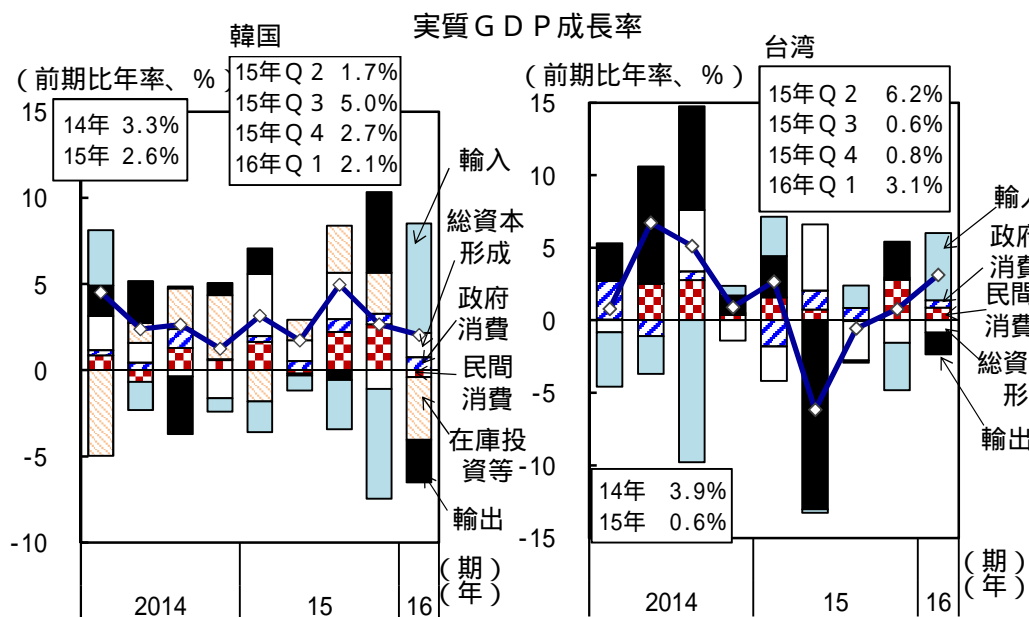 実質ＧＤＰ成長率
韓国
（前期比年率、％）
14年 3.3%
15年 2.6%
15年Ｑ２ 1.7%
15年Ｑ３ 5.0%
15年Ｑ４ 2.7%
16年Ｑ１ 2.1%
15
10
5
0
-5
-10
輸入
総資本
形成
政府
消費
民間
消費
在庫投
資等
輸出
（期）
（年）
2014 15 16
台湾
（前期比年率、％）
15年Ｑ２ 6.2%
15年Ｑ３ 0.6%
15年Ｑ４ 0.8%
16年Ｑ１ 3.1%
15
10
5
0
-5
-10
-15
輸入
政府
消費
民間
消費
総資
形
輸出
14年 3.9%
15年 0.6%
（期）
（年）
2014 15 16